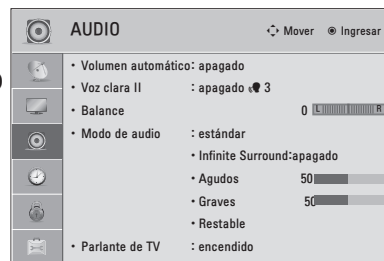 AUDIO Mover Ingresar
• Volumen automático: apagado
• Voz clara II : apagado 3
• Balance 0 L R
• Modo de audio : estándar
• Infinite Surround:apagado
• Agudos 50
• Graves 50
• Restable
• Parlante de TV : encendido